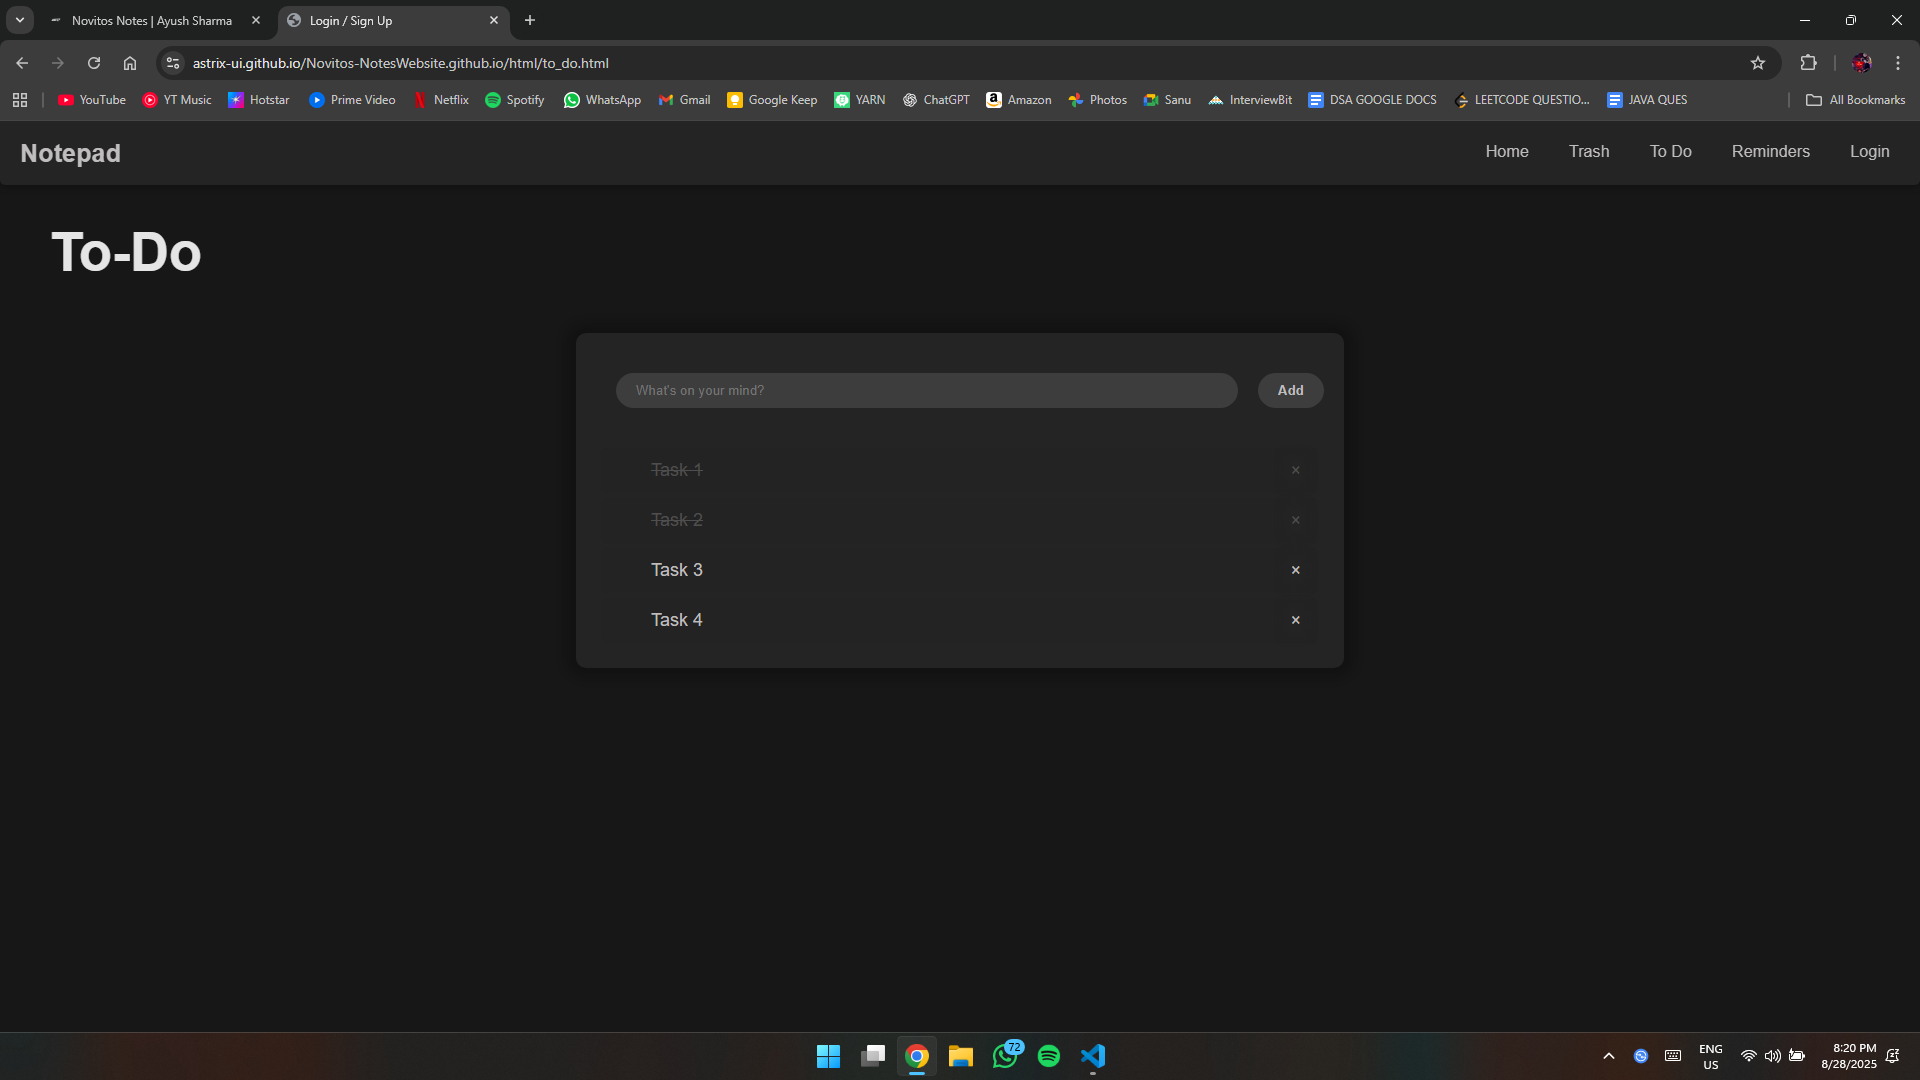 Novitos Notes | Ayush Sharma
Login / Sign Up
astrix-ui.github.io/Novitos-NotesWebsite.github.io/html/to_do.html
YouTube YT Music Hotstar Prime Video Netflix Spotify WhatsApp Gmail Google Keep YARN ChatGPT Amazon Photos Sanu InterviewBit DSA GOOGLE DOCS LEETCODE QUESTIO... JAVA QUES All Bookmarks
Notepad
Home Trash To Do Reminders Login
To-Do
What's on your mind? Add
Task 1 ×
Task 2 ×
Task 3 ×
Task 4 ×
72
ENG
US
8:20 PM
8/28/2025